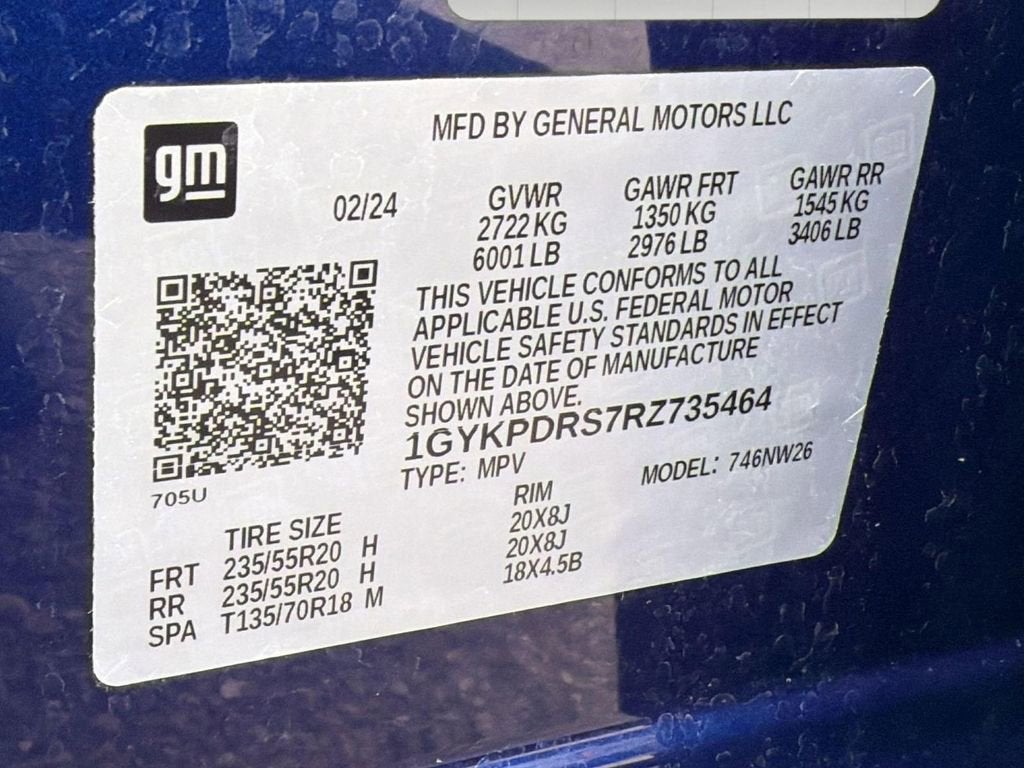 gm
MFD BY GENERAL MOTORS LLC
02/24
GVWR GAWR FRT GAWR RR
2722 KG 1350 KG 1545 KG
6001 LB 2976 LB 3406 LB
THIS VEHICLE CONFORMS TO ALL
APPLICABLE U.S. FEDERAL MOTOR
VEHICLE SAFETY STANDARDS IN EFFECT
ON THE DATE OF MANUFACTURE
SHOWN ABOVE.
1GYKPDRS7RZ735464
TYPE: MPV MODEL: 746NW26
705U
TIRE SIZE RIM
FRT 235/55R20 H 20X8J
RR 235/55R20 H 20X8J
SPA T135/70R18 M 18X4.5B